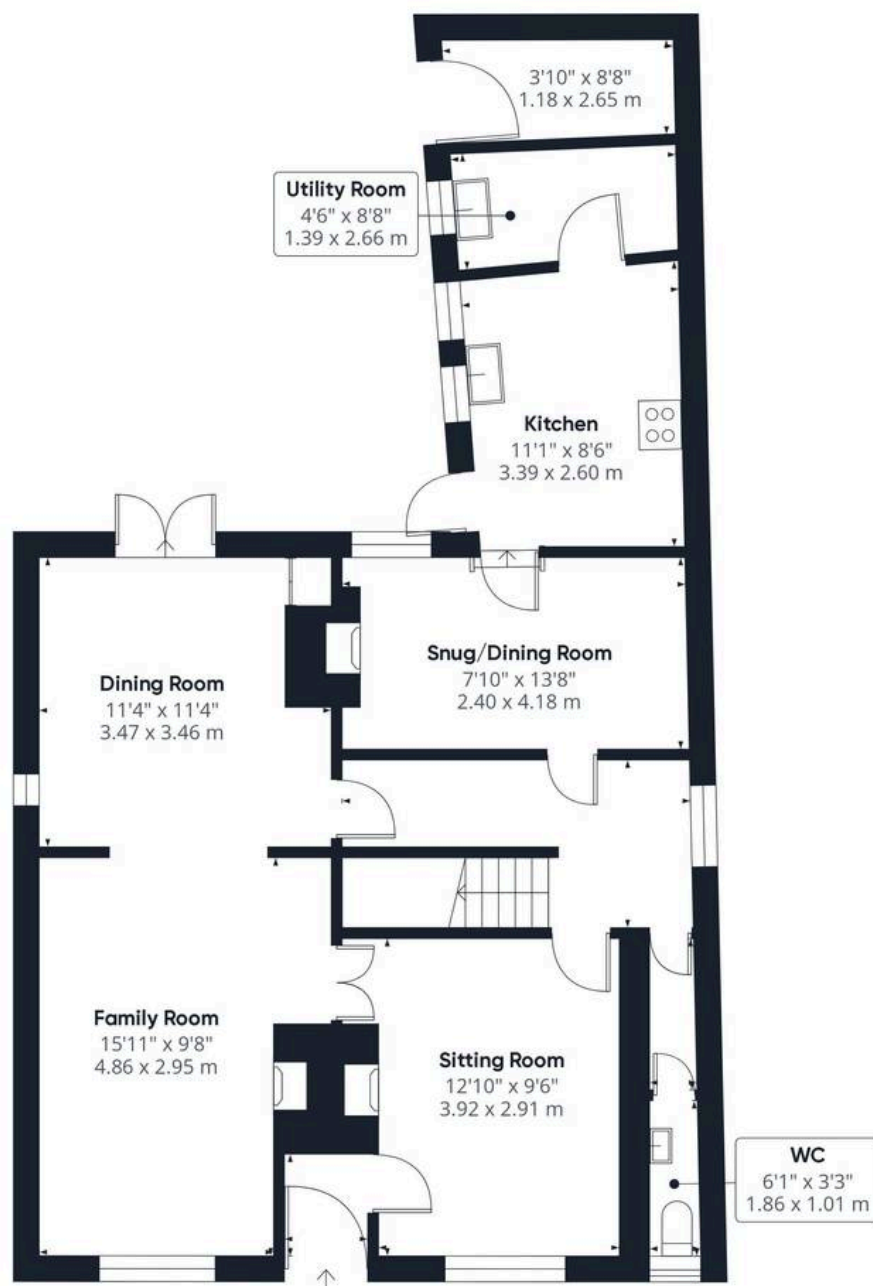 3'10" x 8'8"
1.18 x 2.65 m
Utility Room
4'6" x 8'8"
1.39 x 2.66 m
Kitchen
11'1" x 8'6"
3.39 x 2.60 m
Snug/Dining Room
7'10" x 13'8"
2.40 x 4.18 m
Dining Room
11'4" x 11'4"
3.47 x 3.46 m
Family Room
15'11" x 9'8"
4.86 x 2.95 m
Sitting Room
12'10" x 9'6"
3.92 x 2.91 m
WC
6'1" x 3'3"
1.86 x 1.01 m